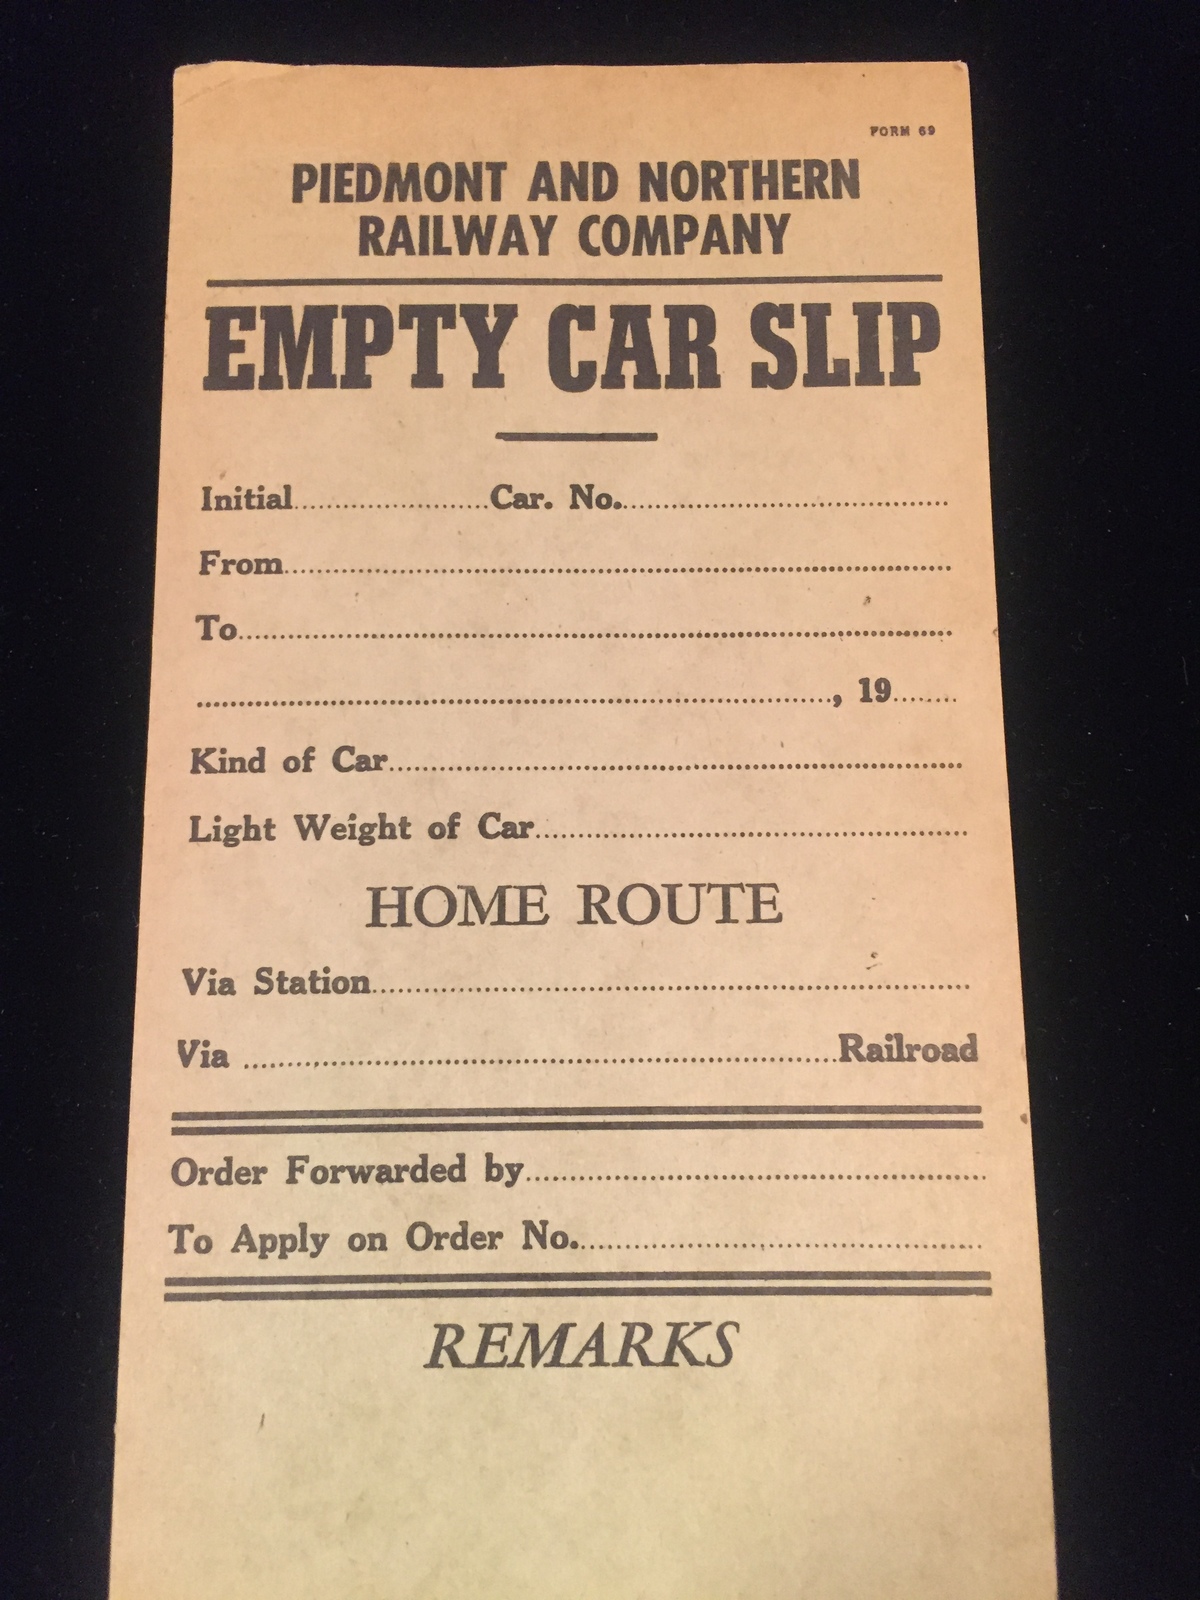 FORM 69
PIEDMONT AND NORTHERN
RAILWAY COMPANY
EMPTY CAR SLIP
Initial....................Car. No.....................................
From...........................................................................
To................................................................................
......................................................................, 19.......
Kind of Car................................................................
Light Weight of Car................................................
HOME ROUTE
Via Station..................................................................
Via .................................................................Railroad
Order Forwarded by...................................................
To Apply on Order No.............................................
REMARKS